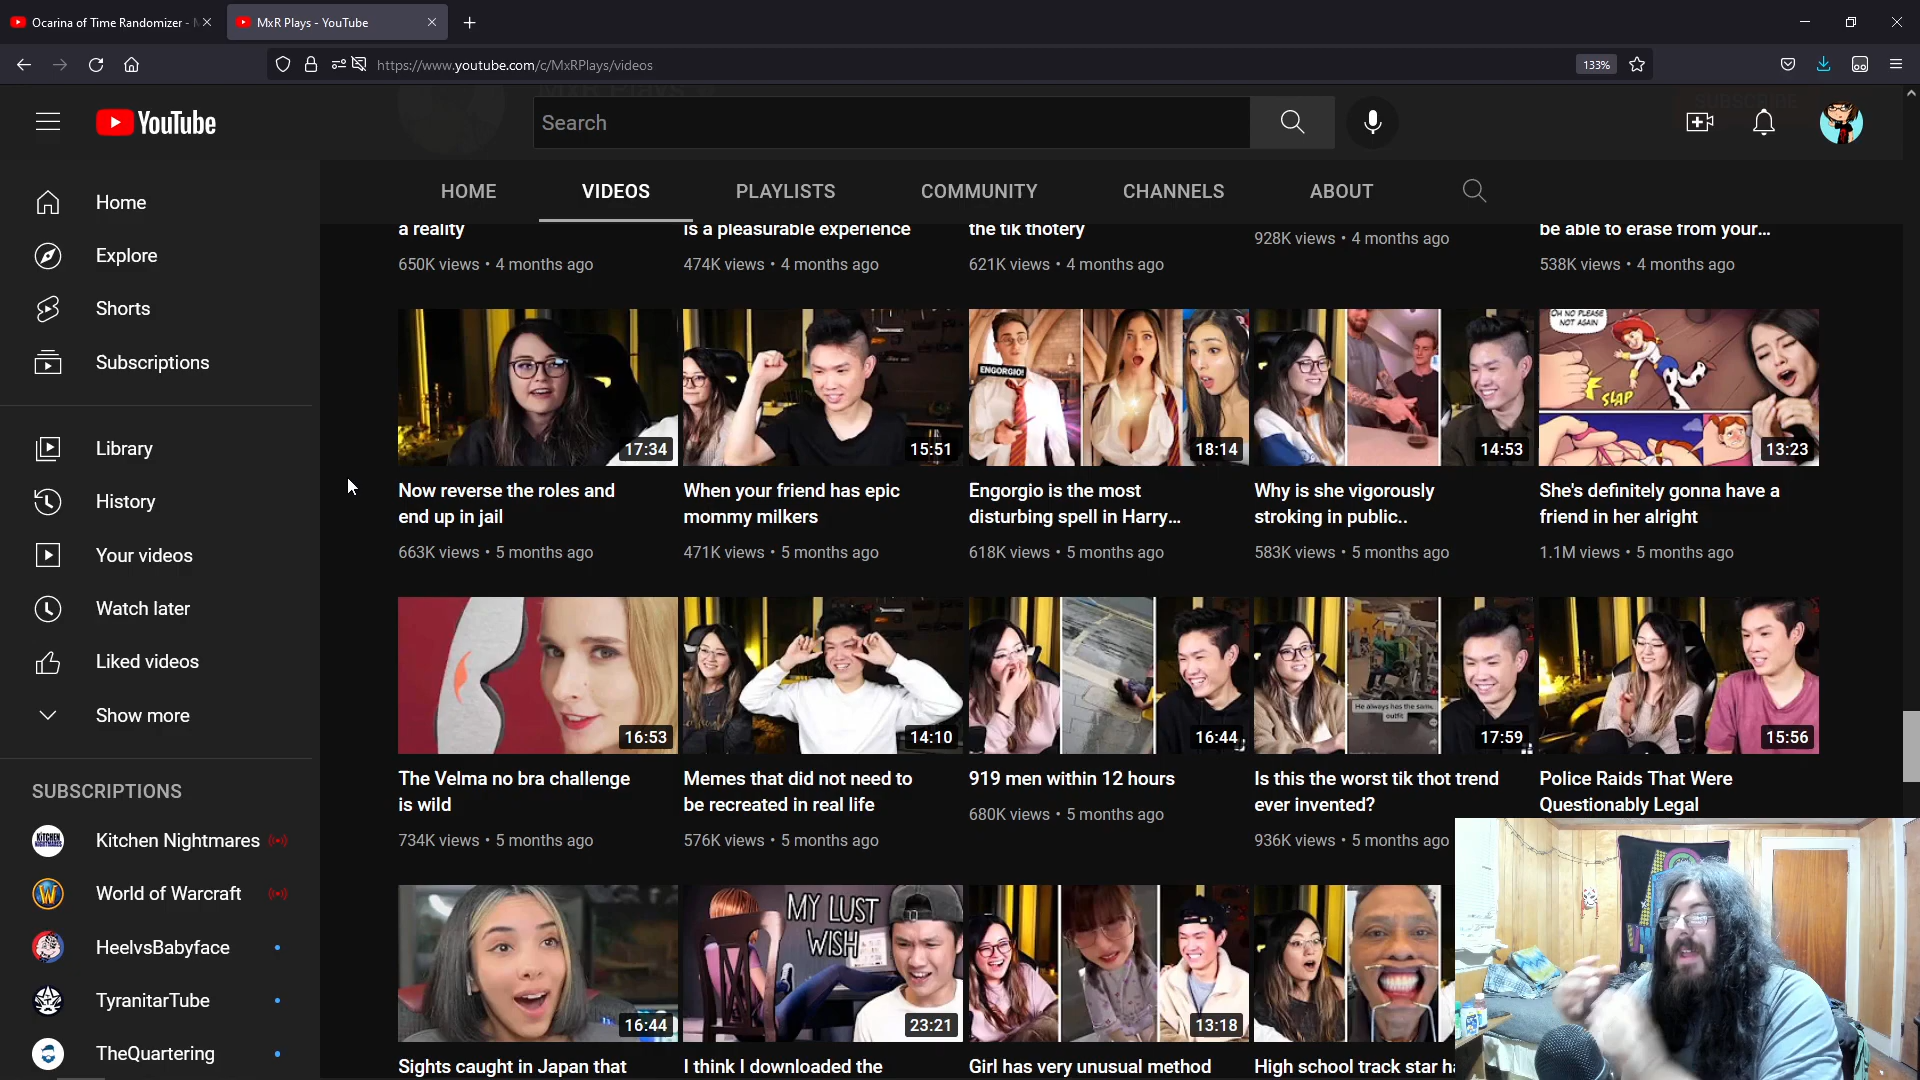 Ocarina of Time Randomizer -
MxR Plays - YouTube
https://www.youtube.com/c/MxRPlays/videos
133%
YouTube
Search
SUBSCRIBE
MxR Plays
HOME
VIDEOS
PLAYLISTS
COMMUNITY
CHANNELS
ABOUT
Home
Explore
Shorts
Subscriptions
Library
History
Your videos
Watch later
Liked videos
Show more
SUBSCRIPTIONS
Kitchen Nightmares
World of Warcraft
HeelvsBabyface
TyranitarTube
TheQuartering
a reality
650K views • 4 months ago
is a pleasurable experience
474K views • 4 months ago
the tik thotery
621K views • 4 months ago
928K views • 4 months ago
be able to erase from your...
538K views • 4 months ago
17:34
Now reverse the roles and
end up in jail
663K views • 5 months ago
15:51
When your friend has epic
mommy milkers
471K views • 5 months ago
ENGORGIO!
18:14
Engorgio is the most
disturbing spell in Harry...
618K views • 5 months ago
14:53
Why is she vigorously
stroking in public..
583K views • 5 months ago
OH NO PLEASE
NOT AGAIN
SLAP
13:23
She's definitely gonna have a
friend in her alright
1.1M views • 5 months ago
16:53
The Velma no bra challenge
is wild
734K views • 5 months ago
14:10
Memes that did not need to
be recreated in real life
576K views • 5 months ago
16:44
919 men within 12 hours
680K views • 5 months ago
He always has the same
outfit
17:59
Is this the worst tik thot trend
ever invented?
936K views • 5 months ago
15:56
Police Raids That Were
Questionably Legal
16:44
Sights caught in Japan that
MY LUST
WISH
23:21
I think I downloaded the
13:18
Girl has very unusual method
High school track star